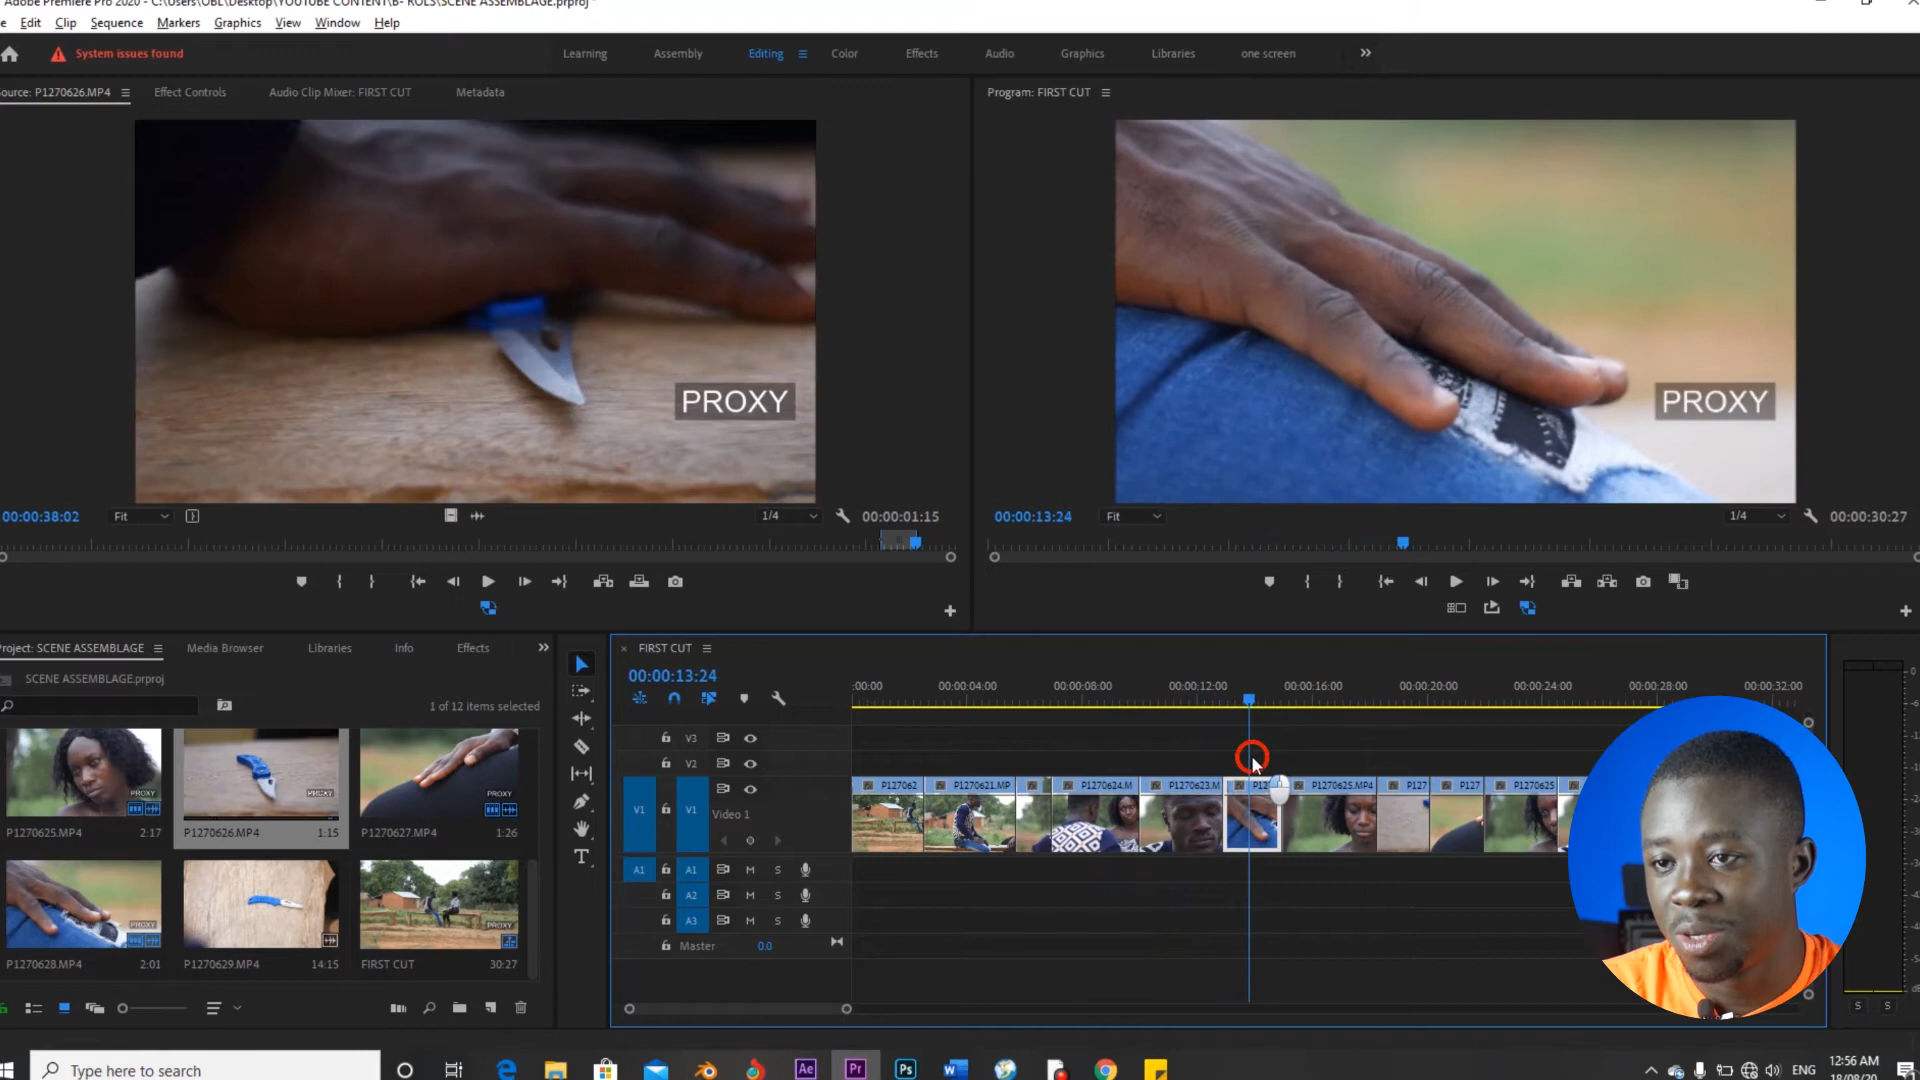 Adobe Premiere Pro 2020 - C:\Users\OBL\Desktop\YOUTUBE CONTENT\B- ROLS\SCENE ASSEMBLAGE.prproj *
Edit Clip Sequence Markers Graphics View Window Help
System issues found
Learning Assembly Editing Color Effects Audio Graphics Libraries one screen
Source: P1270626.MP4 Effect Controls Audio Clip Mixer: FIRST CUT Metadata
Program: FIRST CUT
PROXY
PROXY
00:00:38:02 Fit 1/4 00:00:01:15
00:00:13:24 Fit 1/4 00:00:30:27
Project: SCENE ASSEMBLAGE Media Browser Libraries Info Effects
SCENE ASSEMBLAGE.prproj
1 of 12 items selected
PROXY PROXY PROXY
P1270625.MP4 2:17 P1270626.MP4 1:15 P1270627.MP4 1:26
PROXY PROXY
P1270628.MP4 2:01 P1270629.MP4 14:15 FIRST CUT 30:27
FIRST CUT
00:00:13:24
:00:00 00:00:04:00 00:00:08:00 00:00:12:00 00:00:16:00 00:00:20:00 00:00:24:00 00:00:28:00 00:00:32:00
V3
V2
P127062 P1270621.MP P1270624.M P1270623.M P12 P1270625.MP4 P127 P127 P1270625
V1 V1 Video 1
A1 A1 M S
A2 M S
A3 M S
Master 0.0
0
S S
Type here to search
Ae Pr Ps
ENG
12:56 AM